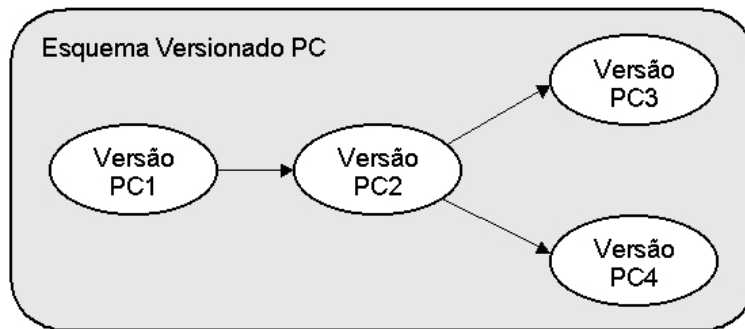 Esquema Versionado PC
Versão
PC1
Versão
PC2
Versão
PC3
Versão
PC4